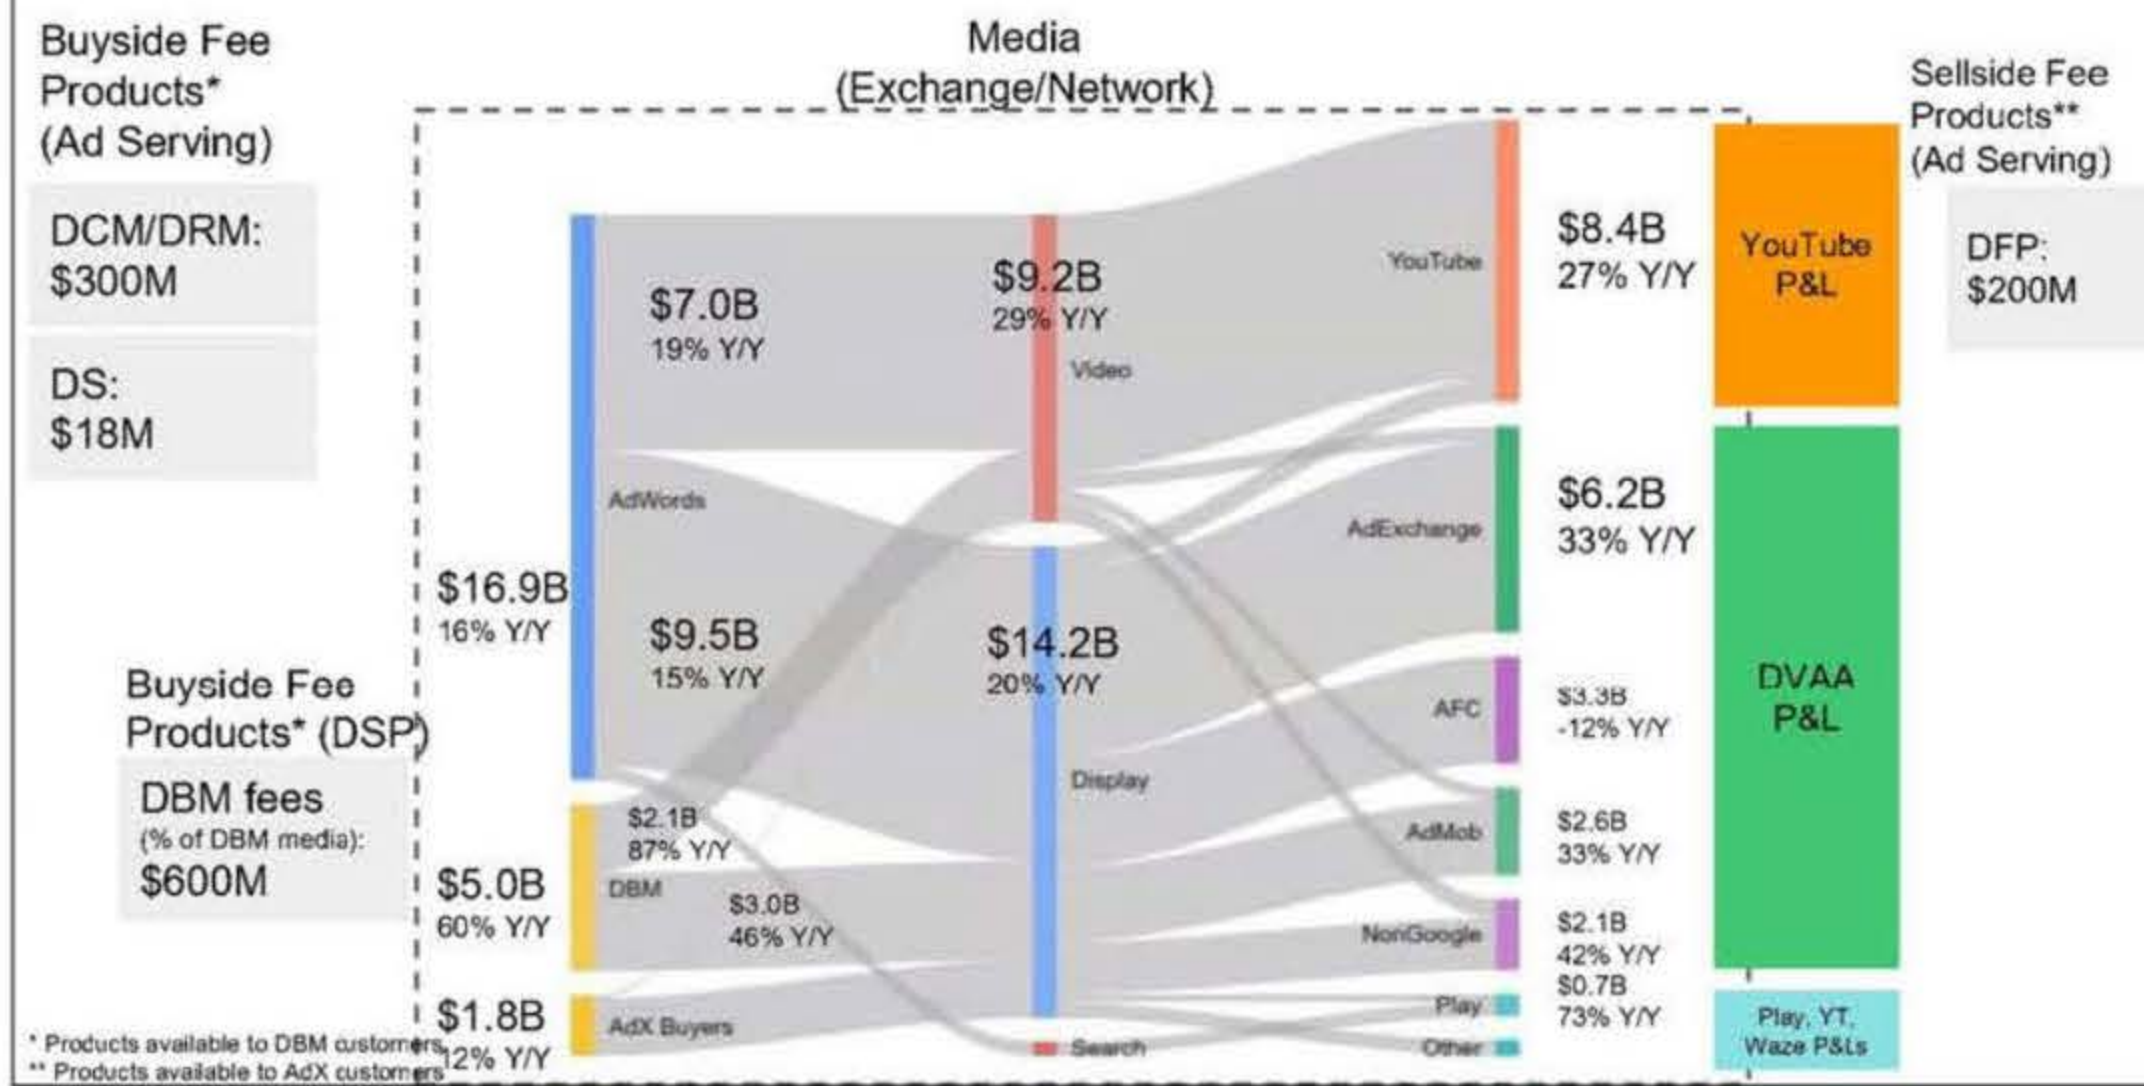 Buyside Fee
Products*
(Ad Serving)
DCM/DRM:
$300M
DS:
$18M
Buyside Fee
Products* (DSP)
DBM fees
(% of DBM media):
$600M
* Products available to DBM customers
** Products available to AdX customers
Media
(Exchange/Network)
$16.9B
16% Y/Y
$5.0B
60% Y/Y
$1.8B
12% Y/Y
$7.0B
19% Y/Y
AdWords
$9.5B
15% Y/Y
$2.1B
87% Y/Y
DBM
$3.0B
46% Y/Y
AdX Buyers
$9.2B
29% Y/Y
Video
$14.2B
20% Y/Y
Display
Search
YouTube
AdExchange
AFC
AdMob
NonGoogle
Play
Other
$8.4B
27% Y/Y
$6.2B
33% Y/Y
$3.3B
-12% Y/Y
$2.6B
33% Y/Y
$2.1B
42% Y/Y
$0.7B
73% Y/Y
YouTube
P&L
DVAA
P&L
Play, YT,
Waze P&Ls
Sellside Fee
Products**
(Ad Serving)
DFP:
$200M